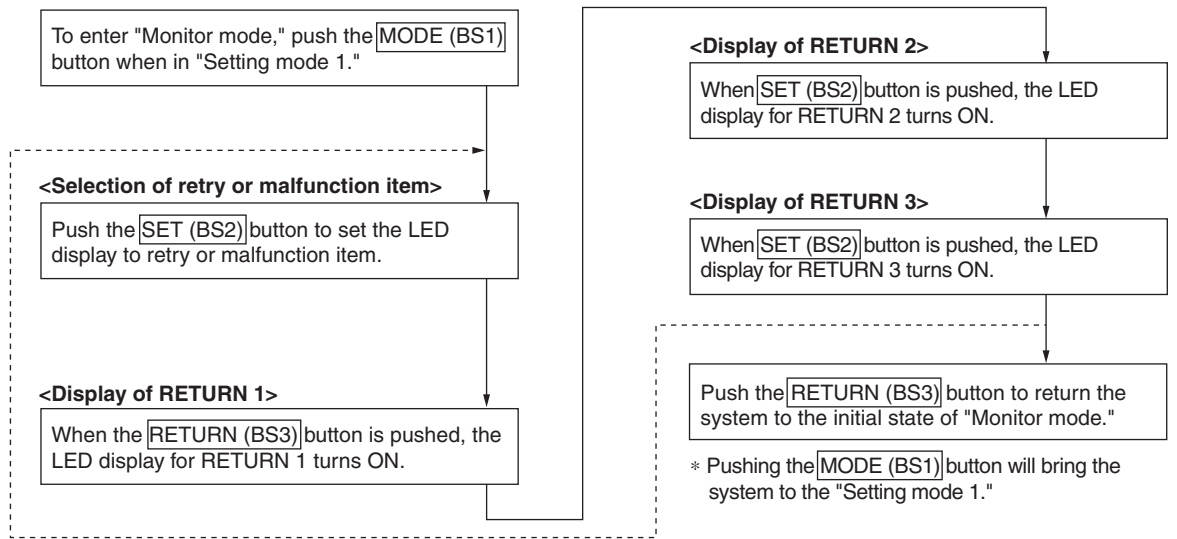 To enter "Monitor mode," push the MODE (BS1)
button when in "Setting mode 1."
<Selection of retry or malfunction item>
Push the SET (BS2) button to set the LED
display to retry or malfunction item.
<Display of RETURN 1>
When the RETURN (BS3) button is pushed, the
LED display for RETURN 1 turns ON.
<Display of RETURN 2>
When SET (BS2) button is pushed, the LED
display for RETURN 2 turns ON.
<Display of RETURN 3>
When SET (BS2) button is pushed, the LED
display for RETURN 3 turns ON.
Push the RETURN (BS3) button to return the
system to the initial state of "Monitor mode."
* Pushing the MODE (BS1) button will bring the
system to the "Setting mode 1."